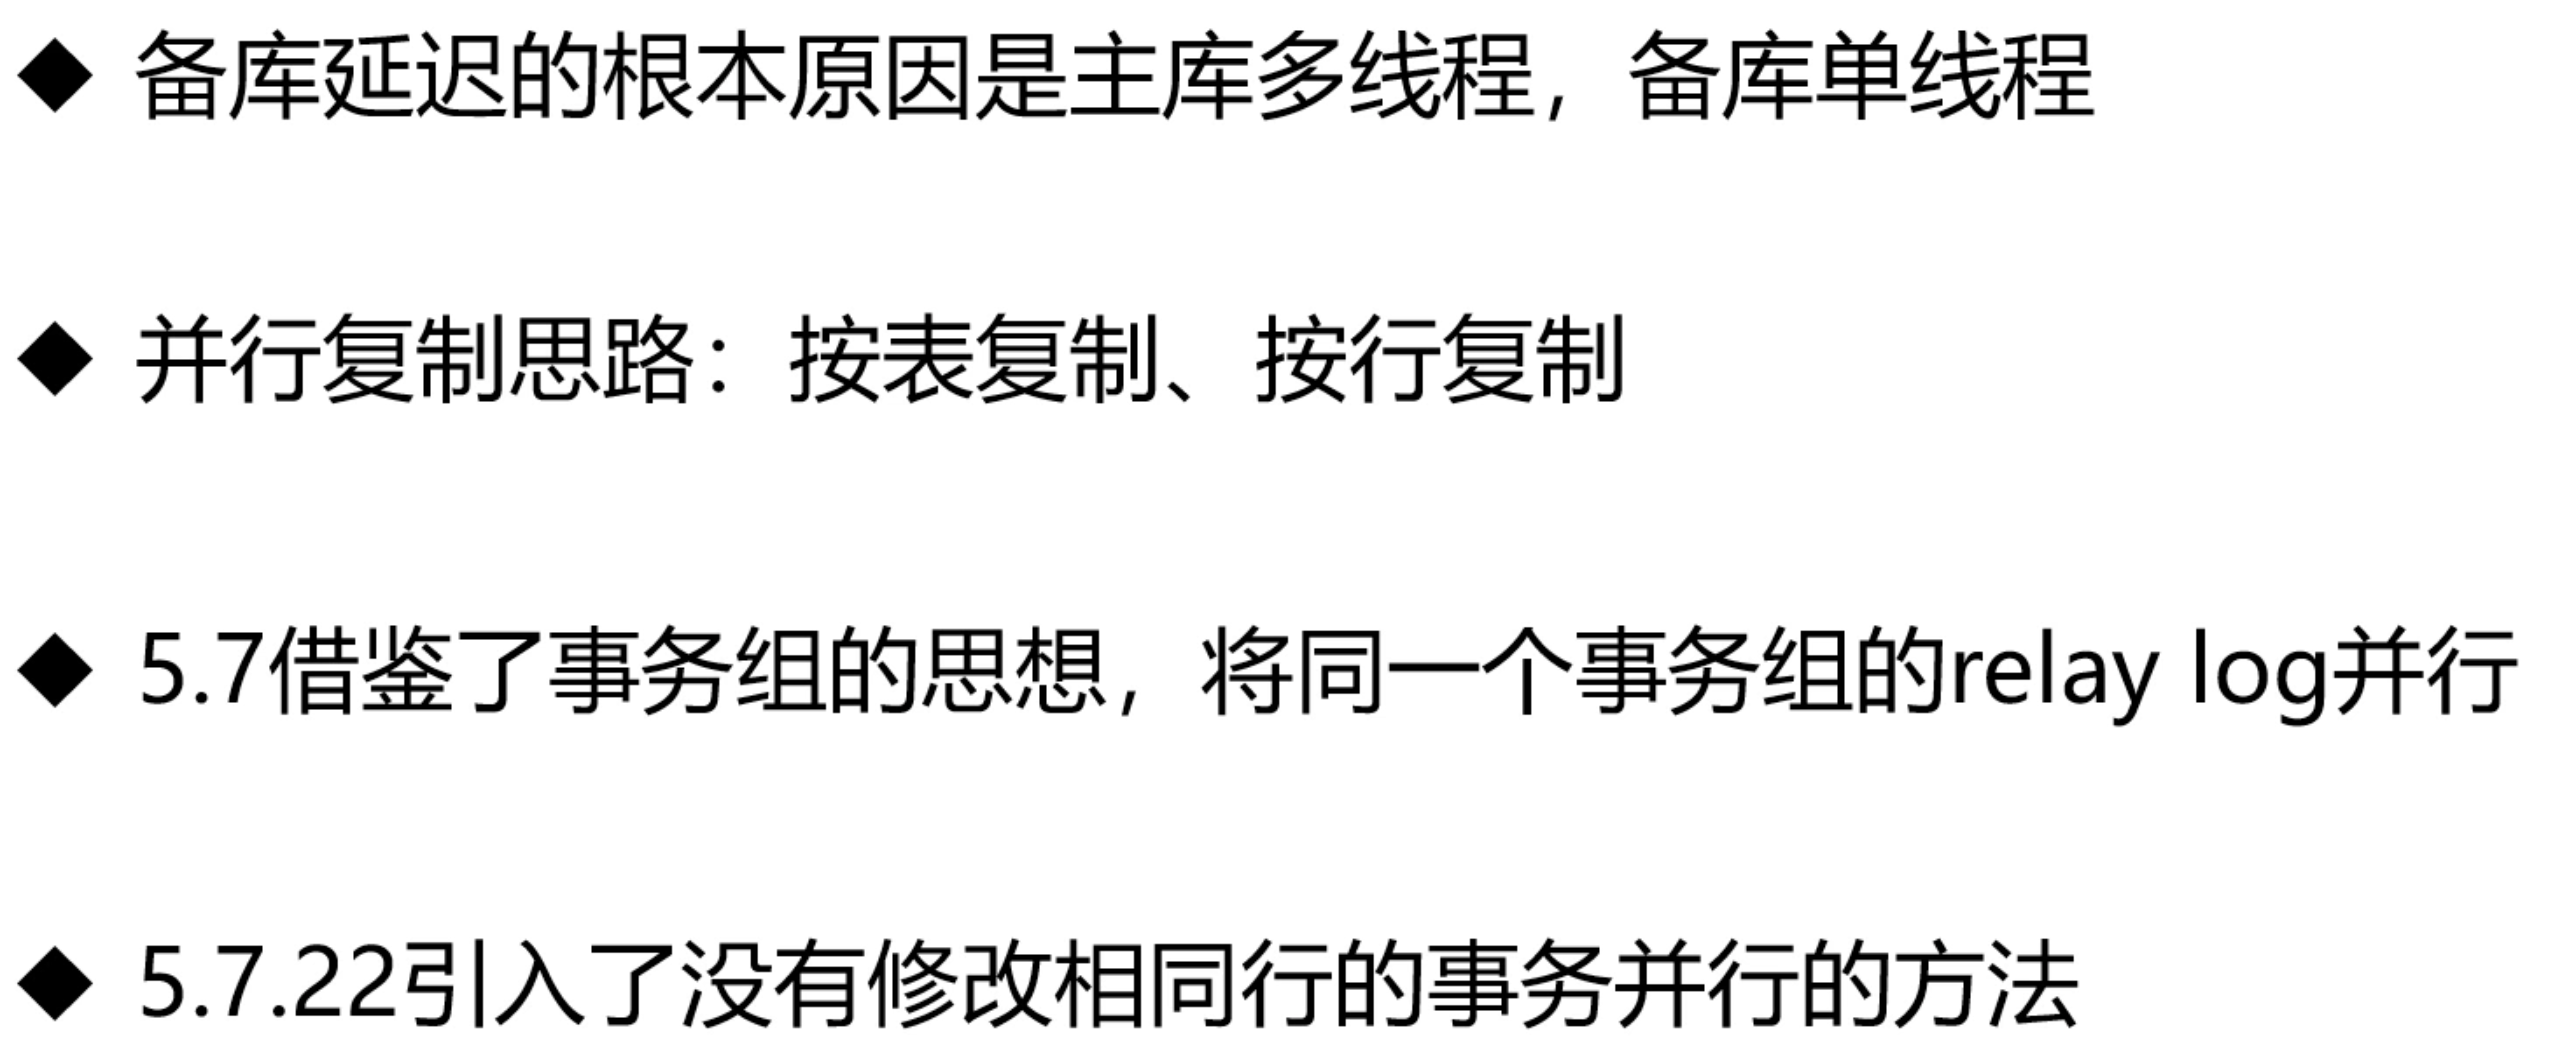 ◆ 备库延迟的根本原因是主库多线程，备库单线程
◆ 并行复制思路：按表复制、按行复制
◆ 5.7借鉴了事务组的思想，将同一个事务组的relay log并行
◆ 5.7.22引入了没有修改相同行的事务并行的方法